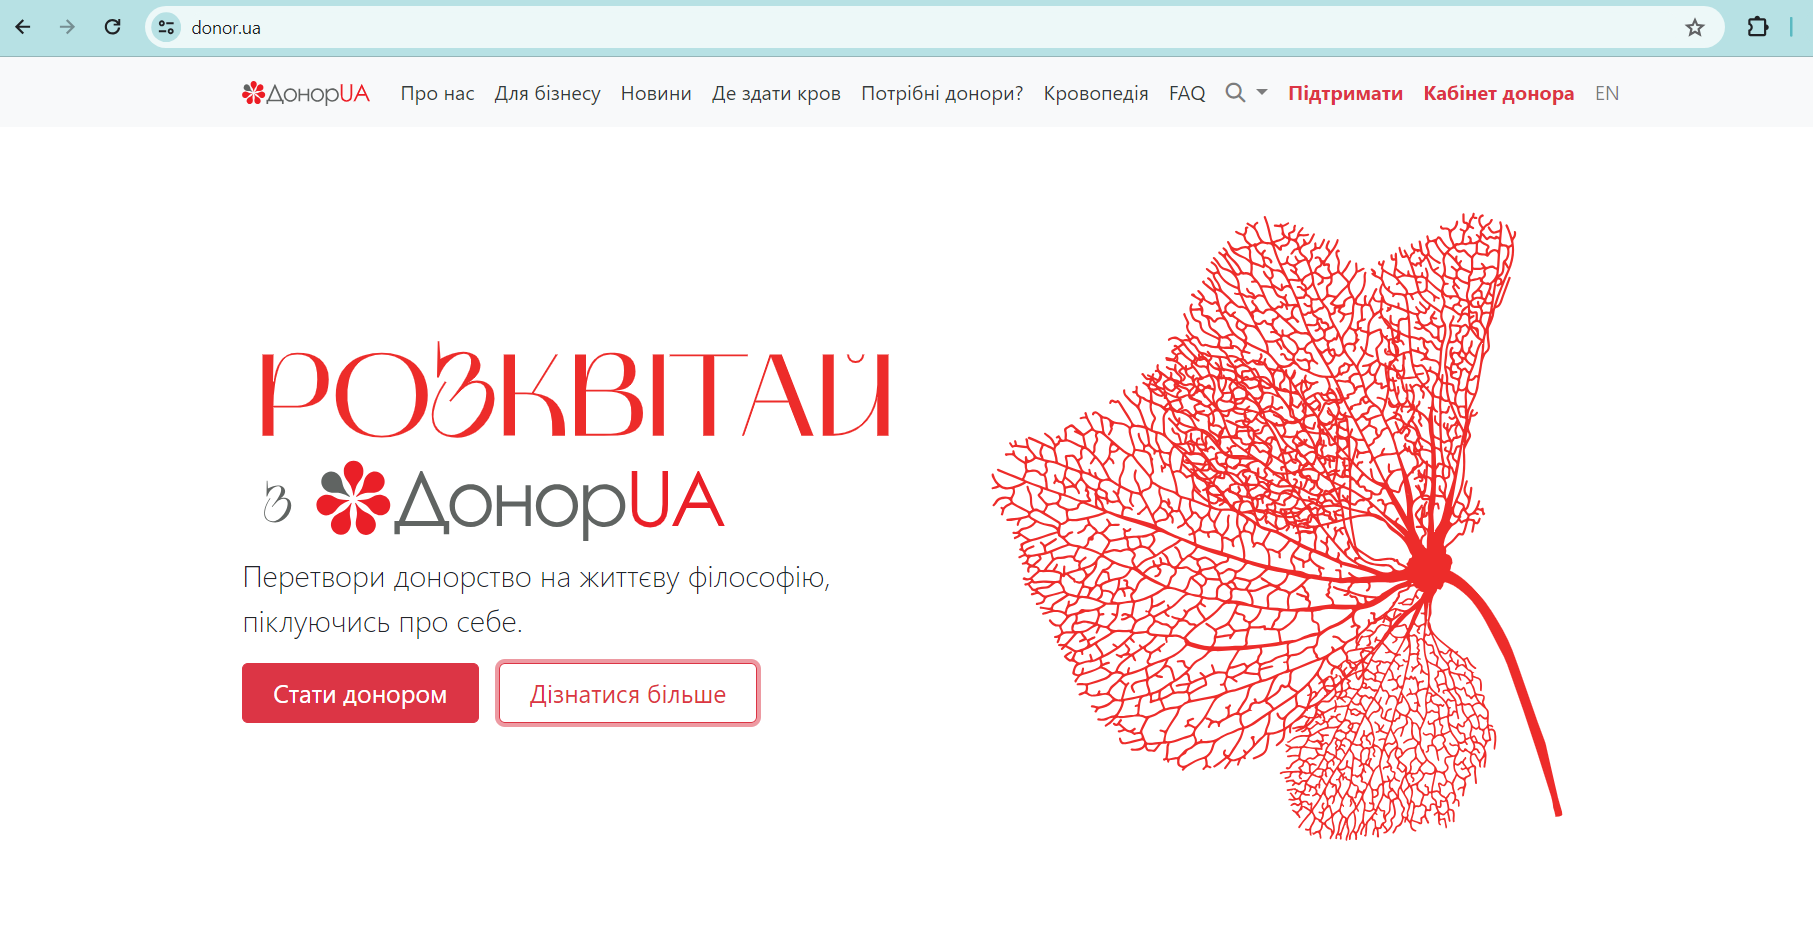 donor.ua
ДонорUA Про нас Для бізнесу Новини Де здати кров Потрібні донори? Кровопедія FAQ Підтримати Кабінет донора EN
РОЗКВІТАЙ
з ДонорUA
Перетвори донорство на життєву філософію,
піклуючись про себе.
Стати донором Дізнатися більше